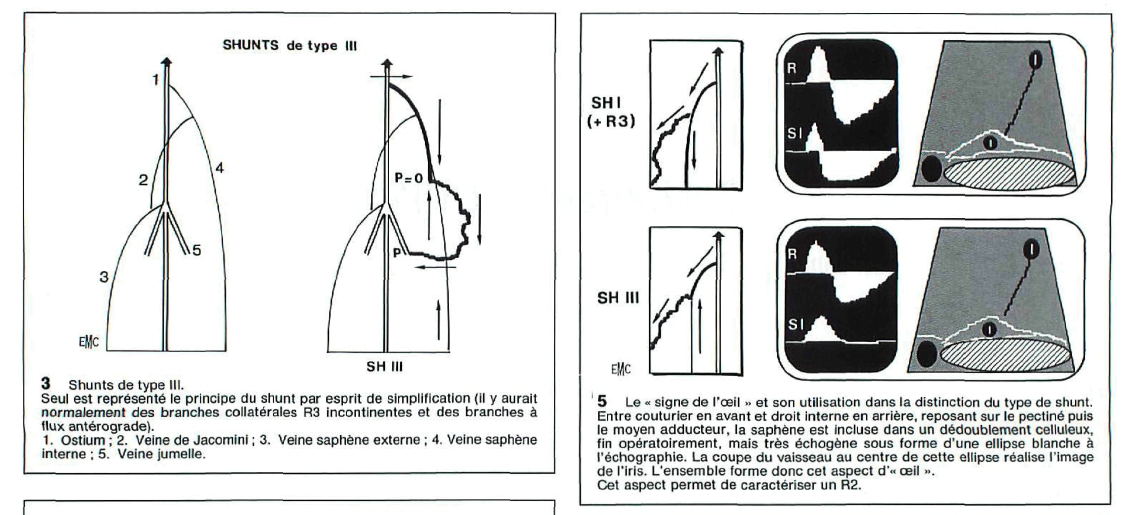 SHUNTS de type III
1
2
4
3
5
EMC
P=0
P
SH III
3 Shunts de type III.
Seul est représenté le principe du shunt par esprit de simplification (il y aurait
normalement des branches collatérales R3 incontinentes et des branches à
flux antérograde).
1. Ostium ; 2. Veine de Jacomini ; 3. Veine saphène externe ; 4. Veine saphène
interne ; 5. Veine jumelle.
SH I
(+ R3)
R
SI
I
I
SH III
EMC
R
SI
I
I
5 Le « signe de l'œil » et son utilisation dans la distinction du type de shunt.
Entre couturier en avant et droit interne en arrière, reposant sur le pectiné puis
le moyen adducteur, la saphène est incluse dans un dédoublement celluleux,
fin opératoirement, mais très échogène sous forme d'une ellipse blanche à
l'échographie. La coupe du vaisseau au centre de cette ellipse réalise l'image
de l'iris. L'ensemble forme donc cet aspect d'« œil ».
Cet aspect permet de caractériser un R2.